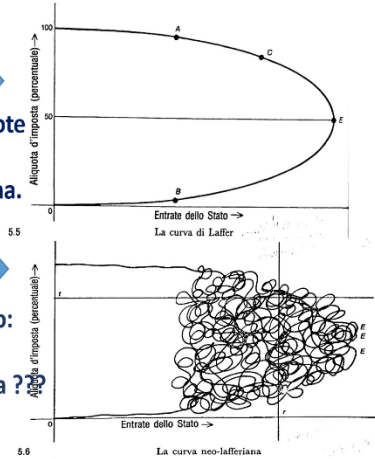 100
A
C
ote
Aliquota d'imposta (percentuale) →
50
E
na.
B
0
Entrate dello Stato →
5.5
La curva di Laffer
t
o:
Aliquota d'imposta (percentuale) →
E
E
E
a ???
0
r
Entrate dello Stato →
5.6
La curva neo-lafferiana